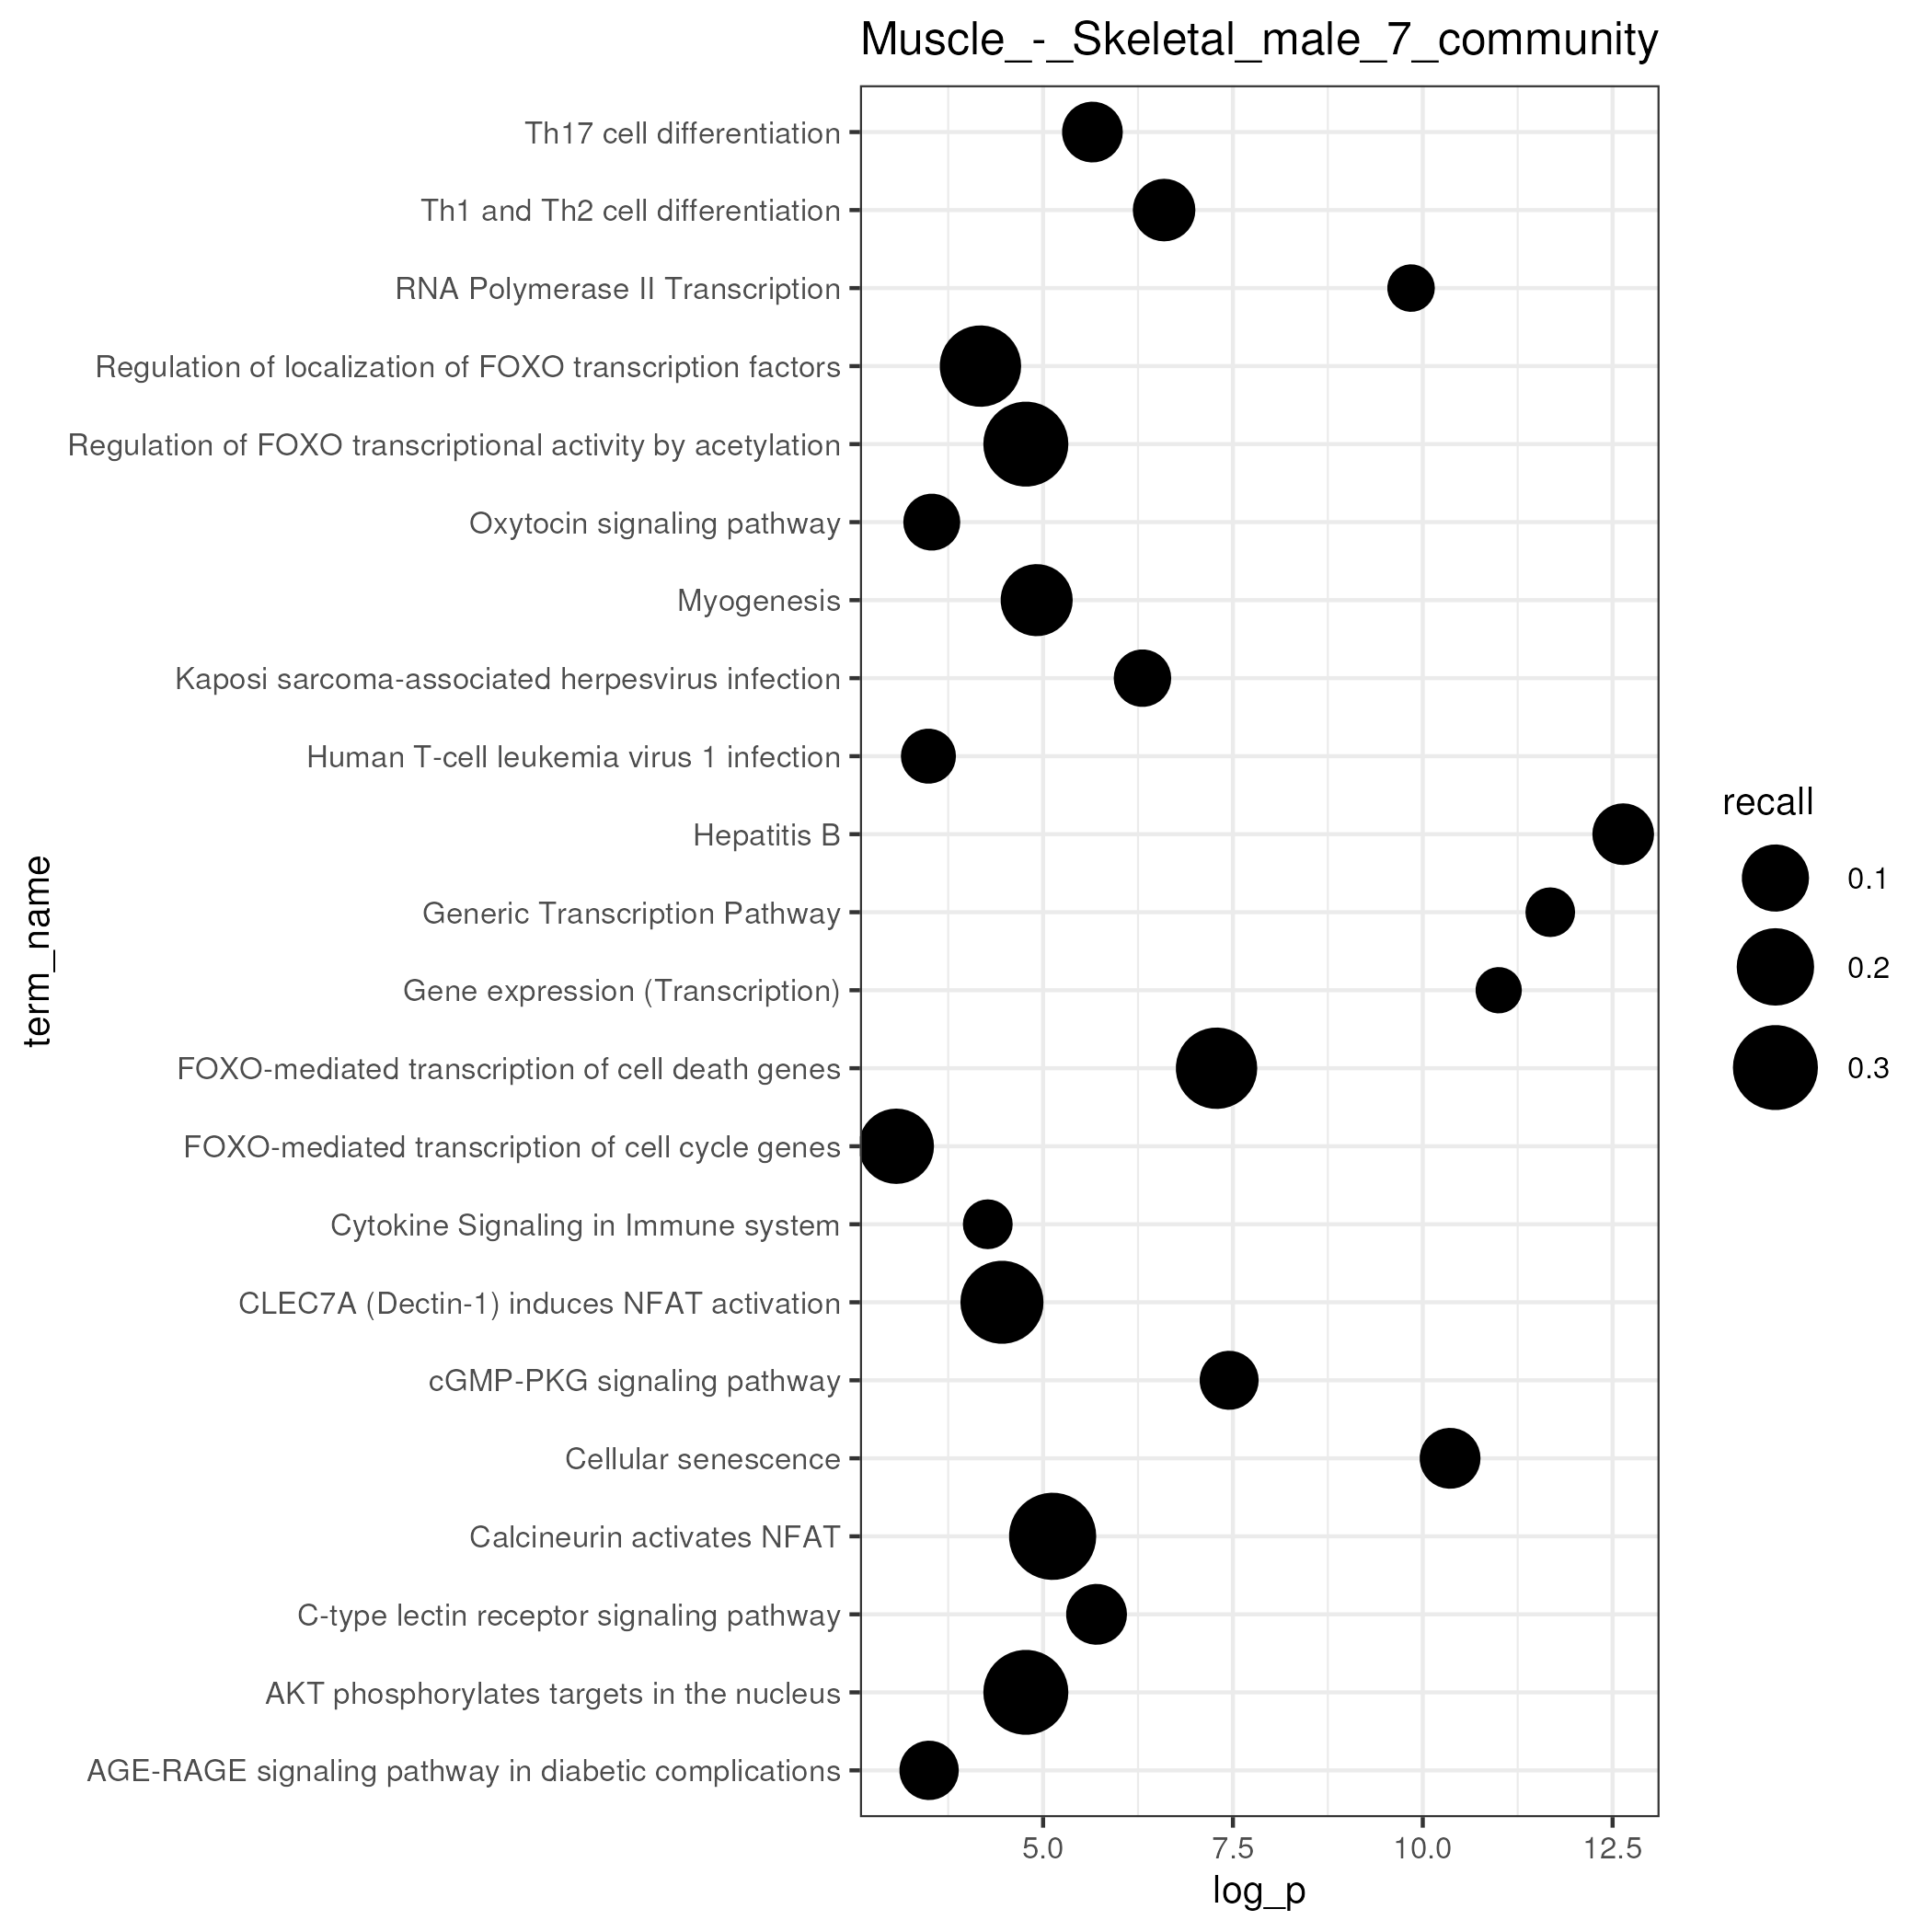 Muscle_-_Skeletal_male_7_community
Th17 cell differentiation
Th1 and Th2 cell differentiation
RNA Polymerase II Transcription
Regulation of localization of FOXO transcription factors
Regulation of FOXO transcriptional activity by acetylation
Oxytocin signaling pathway
Myogenesis
Kaposi sarcoma-associated herpesvirus infection
Human T-cell leukemia virus 1 infection
Hepatitis B
Generic Transcription Pathway
Gene expression (Transcription)
FOXO-mediated transcription of cell death genes
FOXO-mediated transcription of cell cycle genes
Cytokine Signaling in Immune system
CLEC7A (Dectin-1) induces NFAT activation
cGMP-PKG signaling pathway
Cellular senescence
Calcineurin activates NFAT
C-type lectin receptor signaling pathway
AKT phosphorylates targets in the nucleus
AGE-RAGE signaling pathway in diabetic complications
term_name
5.0 7.5 10.0 12.5
log_p
recall
0.1
0.2
0.3